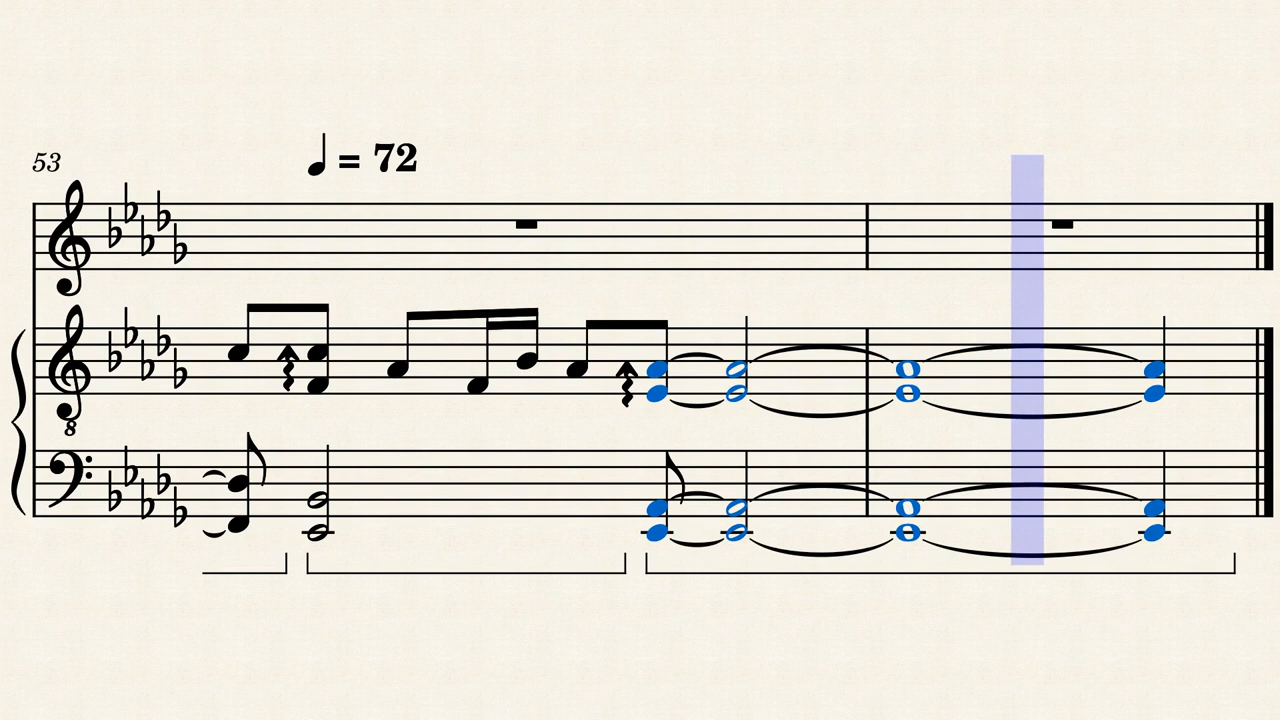 ♩ = 72
53
8